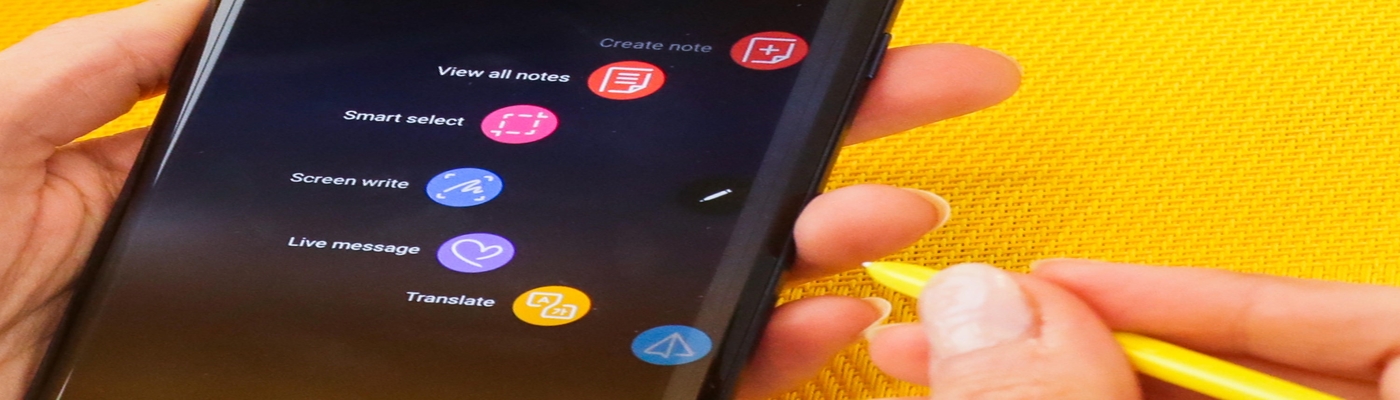 Create note
View all notes
Smart select
Screen write
Live message
Translate